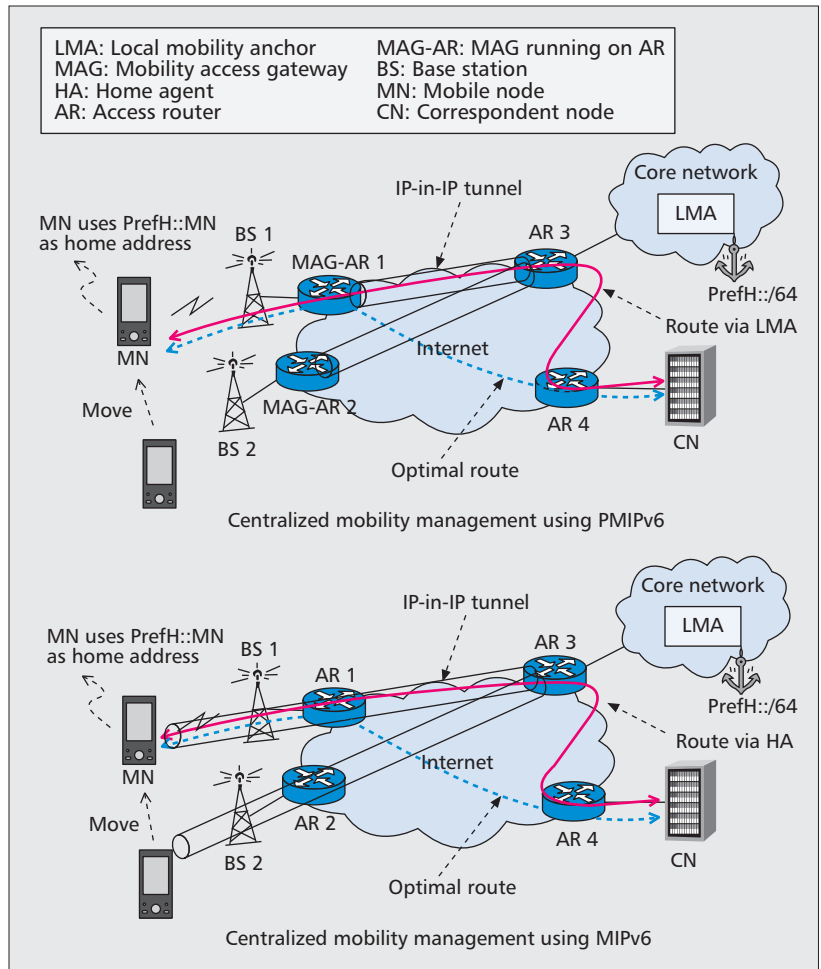 LMA: Local mobility anchor
MAG: Mobility access gateway
HA: Home agent
AR: Access router
MAG-AR: MAG running on AR
BS: Base station
MN: Mobile node
CN: Correspondent node
Core network
LMA
PrefH::/64
IP-in-IP tunnel
AR 3
MN uses PrefH::MN
as home address
BS 1
MAG-AR 1
Route via LMA
Internet
MN
MAG-AR 2
AR 4
Move
BS 2
CN
Optimal route
Centralized mobility management using PMIPv6
Core network
LMA
PrefH::/64
IP-in-IP tunnel
AR 3
MN uses PrefH::MN
as home address
BS 1
AR 1
Route via HA
Internet
MN
AR 2
AR 4
Move
BS 2
CN
Optimal route
Centralized mobility management using MIPv6